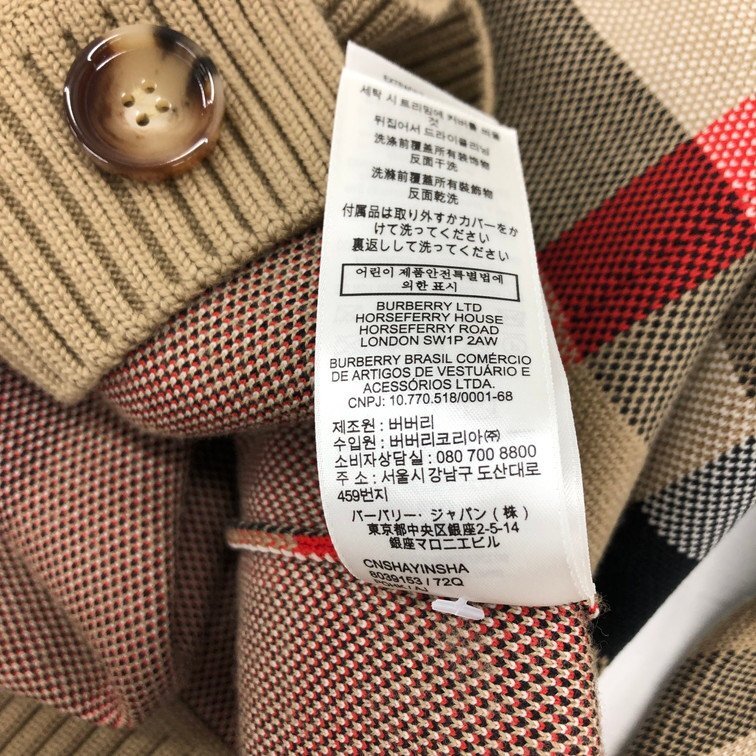 세탁 시 트리밍에 커버를 씌울
것
뒤집어서 드라이클리닝
洗涤前覆盖所有装饰物
反面干洗
洗滌前覆蓋所有裝飾物
反面乾洗
付属品は取り外すかカバーをか
けて洗ってください
裏返しして洗ってください
어린이 제품안전특별법에
의한 표시
BURBERRY LTD
HORSEFERRY HOUSE
HORSEFERRY ROAD
LONDON SW1P 2AW
BURBERRY BRASIL COMÉRCIO
DE ARTIGOS DE VESTUÁRIO E
ACESSÓRIOS LTDA.
CNPJ: 10.770.518/0001-68
제조원 : 버버리
수입원 : 버버리코리아㈜
소비자상담실 : 080 700 8800
주 소 : 서울시 강남구 도산대로
459번지
バーバリー・ジャパン(株)
東京都中央区銀座2-5-14
銀座マロニエビル
CNSHAYINSHA
8039153 / 72Q